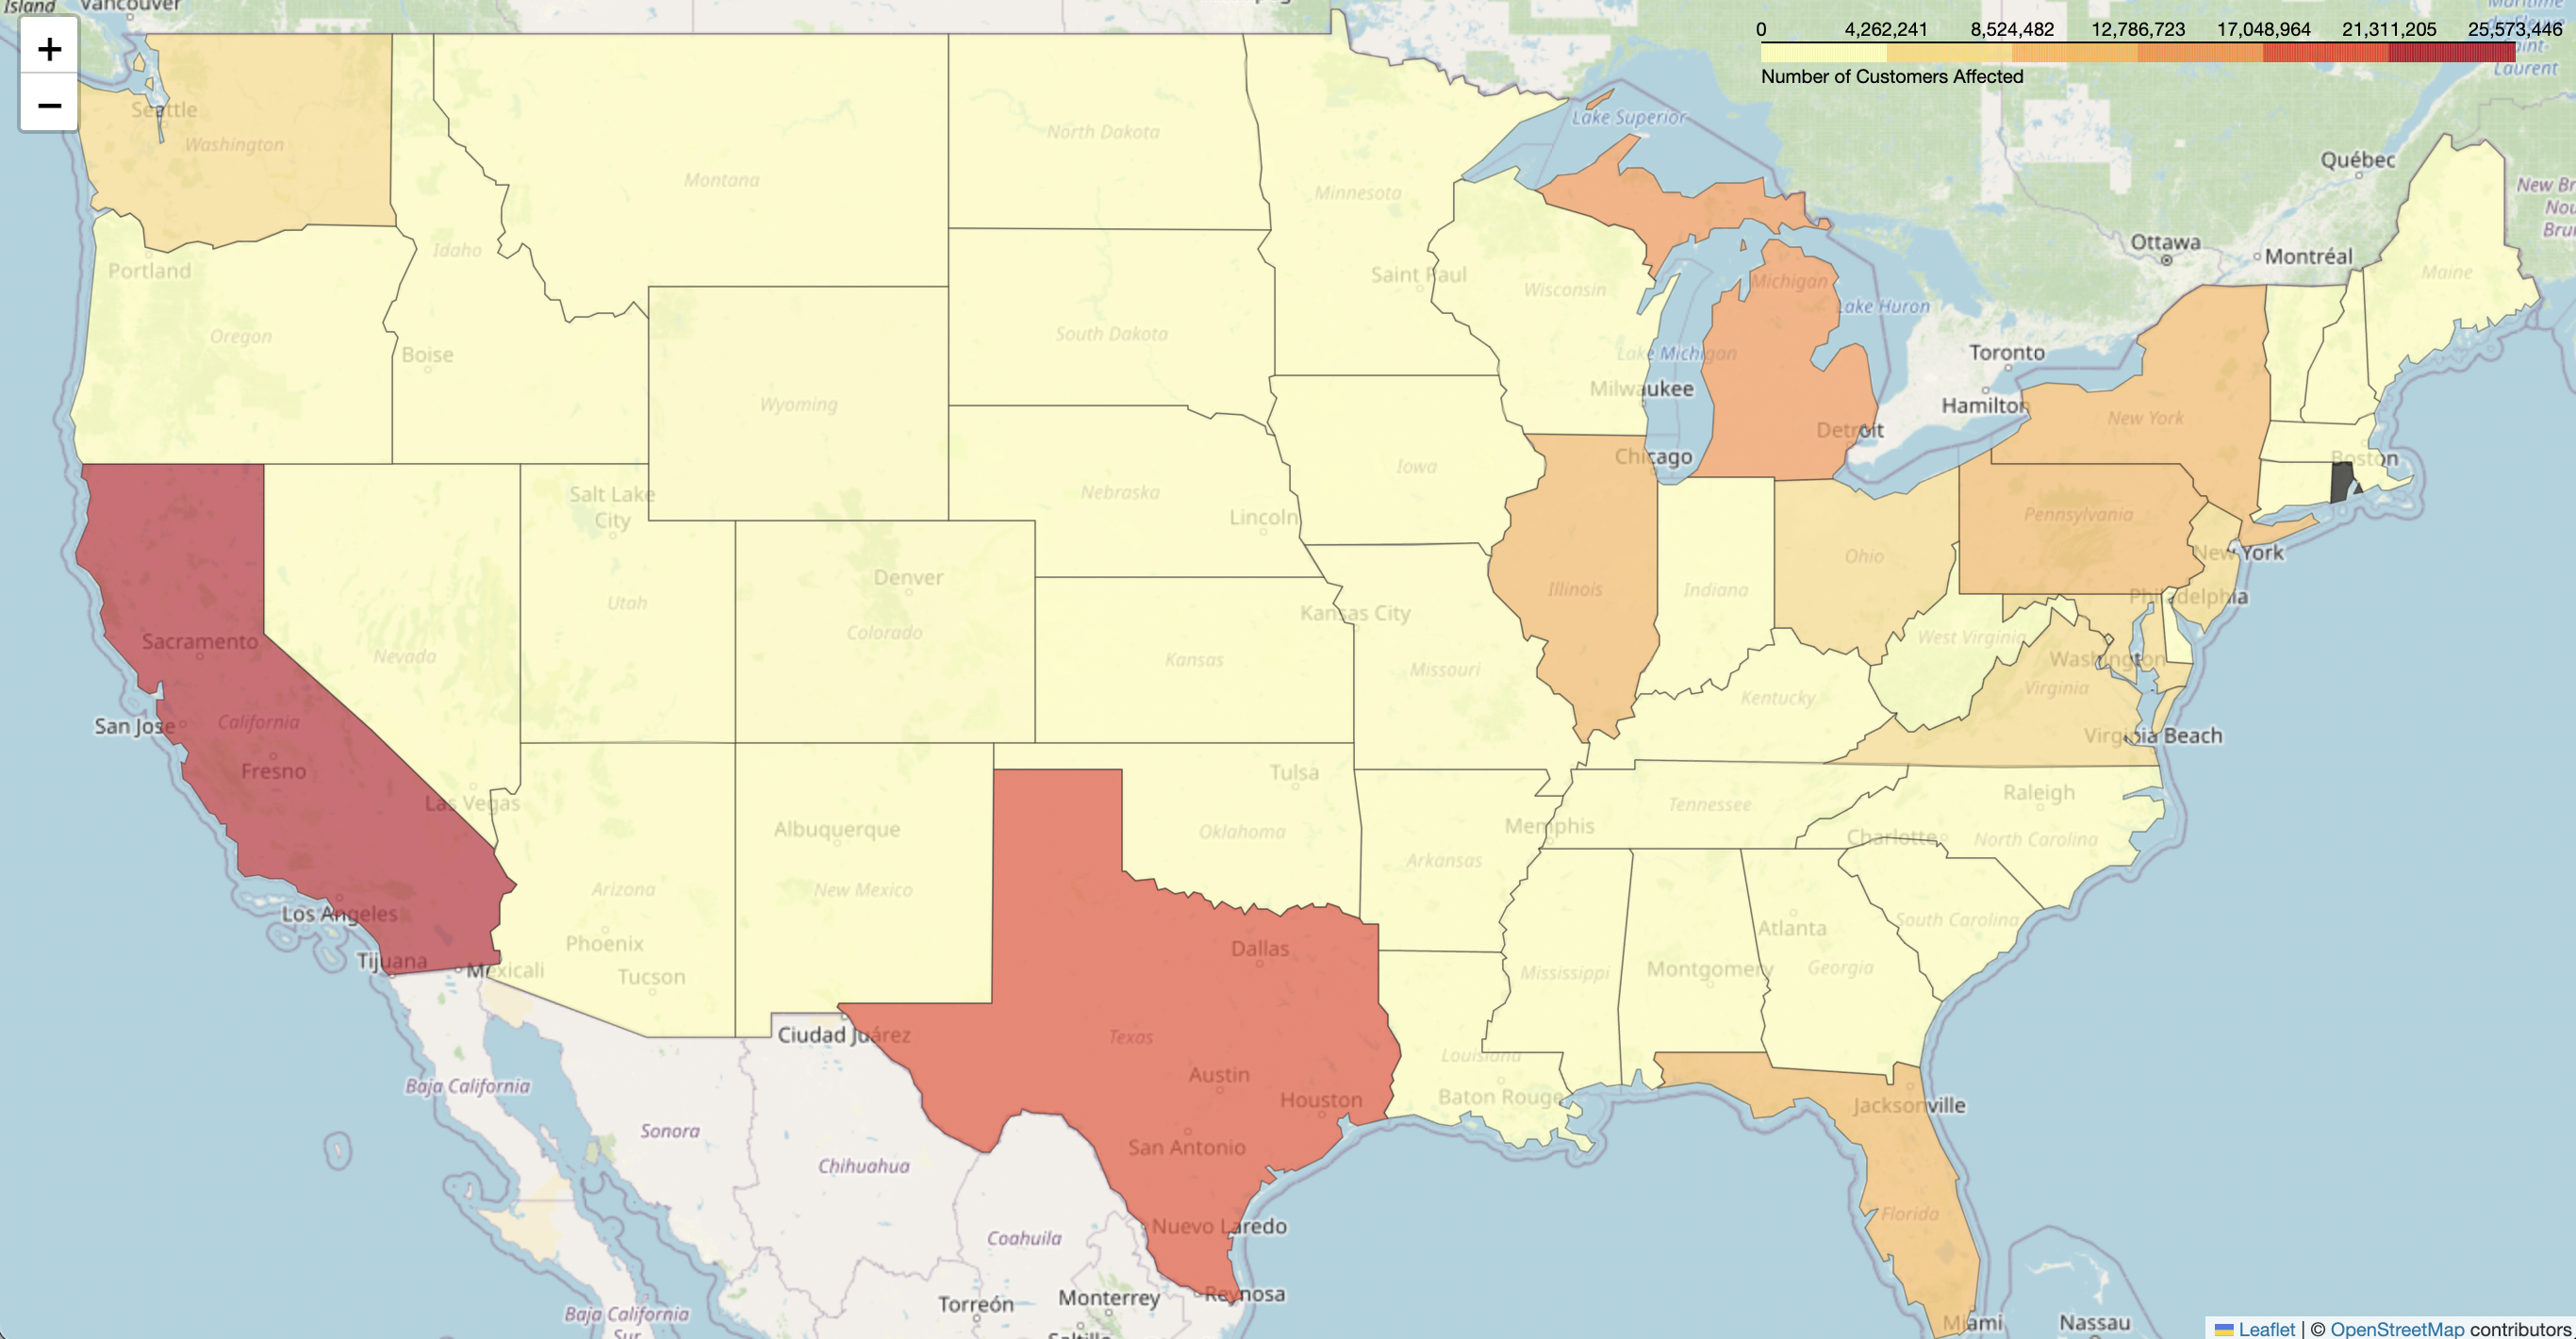 Island
Vancouver
+
−
0 4,262,241 8,524,482 12,786,723 17,048,964 21,311,205 25,573,446
Number of Customers Affected
Seattle
Washington
North Dakota
Montana
Minnesota
Lake Superior
Québec
Saint-
Laurent
New Br
Nou
Brun
Ottawa
Montréal
Maine
Idaho
Portland
Oregon
Boise
South Dakota
Saint Paul
Wisconsin
Michigan
Lake Huron
Lake Michigan
Milwaukee
Toronto
Hamilton
New York
Wyoming
Detroit
Chicago
Boston
Iowa
Nebraska
Lincoln
Salt Lake
City
Pennsylvania
New York
Ohio
Illinois
Indiana
Denver
Utah
Colorado
Kansas City
Philadelphia
Sacramento
Nevada
Kansas
Missouri
West Virginia
Washington
Virginia
Kentucky
San Jose
California
Virginia Beach
Fresno
Las Vegas
Tulsa
Raleigh
Albuquerque
Oklahoma
Memphis
Tennessee
Charlotte
North Carolina
Arkansas
Arizona
New Mexico
Los Angeles
Phoenix
Dallas
Atlanta
South Carolina
Tijuana
Mexicali
Tucson
Mississippi
Montgomery
Georgia
Ciudad Juárez
Texas
Louisiana
Baja California
Austin
Houston
Baton Rouge
Jacksonville
Sonora
San Antonio
Chihuahua
Nuevo Laredo
Coahuila
Florida
Reynosa
Torreón
Monterrey
Baja California
Sur
Saltillo
Miami
Nassau
Leaflet | © OpenStreetMap contributors